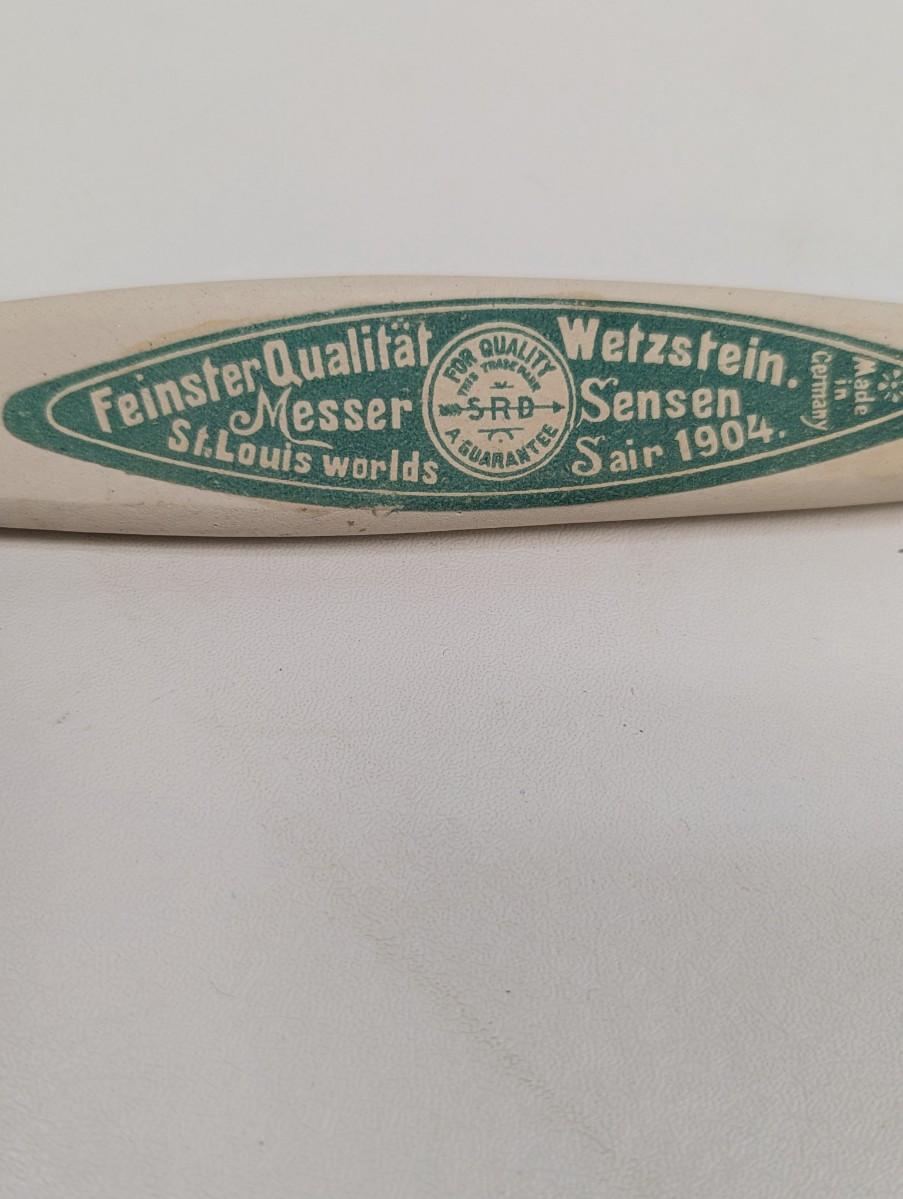 Feinster Qualität Wetzstein.
Messer Sensen
St. Louis worlds Sair 1904.
FOR QUALITY
THIS TRADE MARK
SRD
A GUARANTEE
Made
in
Cermany